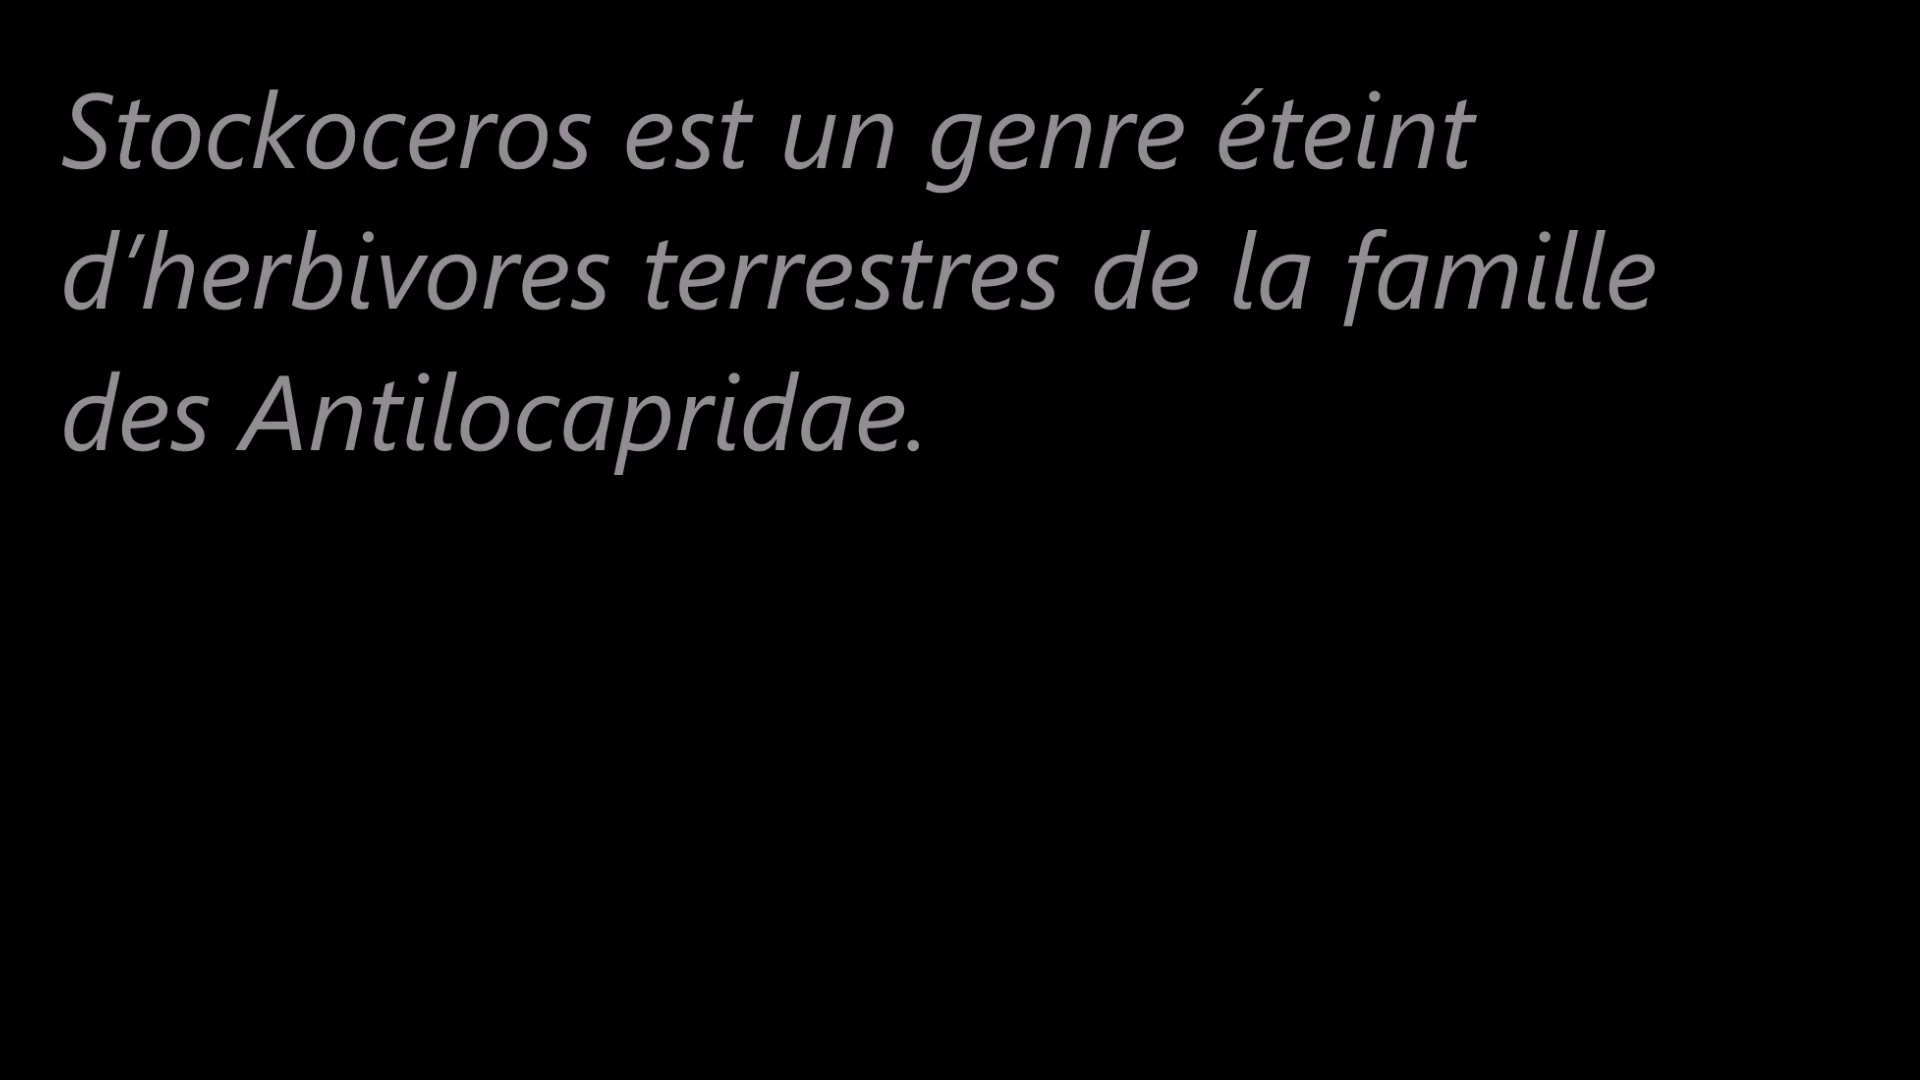 Stockoceros est un genre éteint
d’herbivores terrestres de la famille
des Antilocapridae.